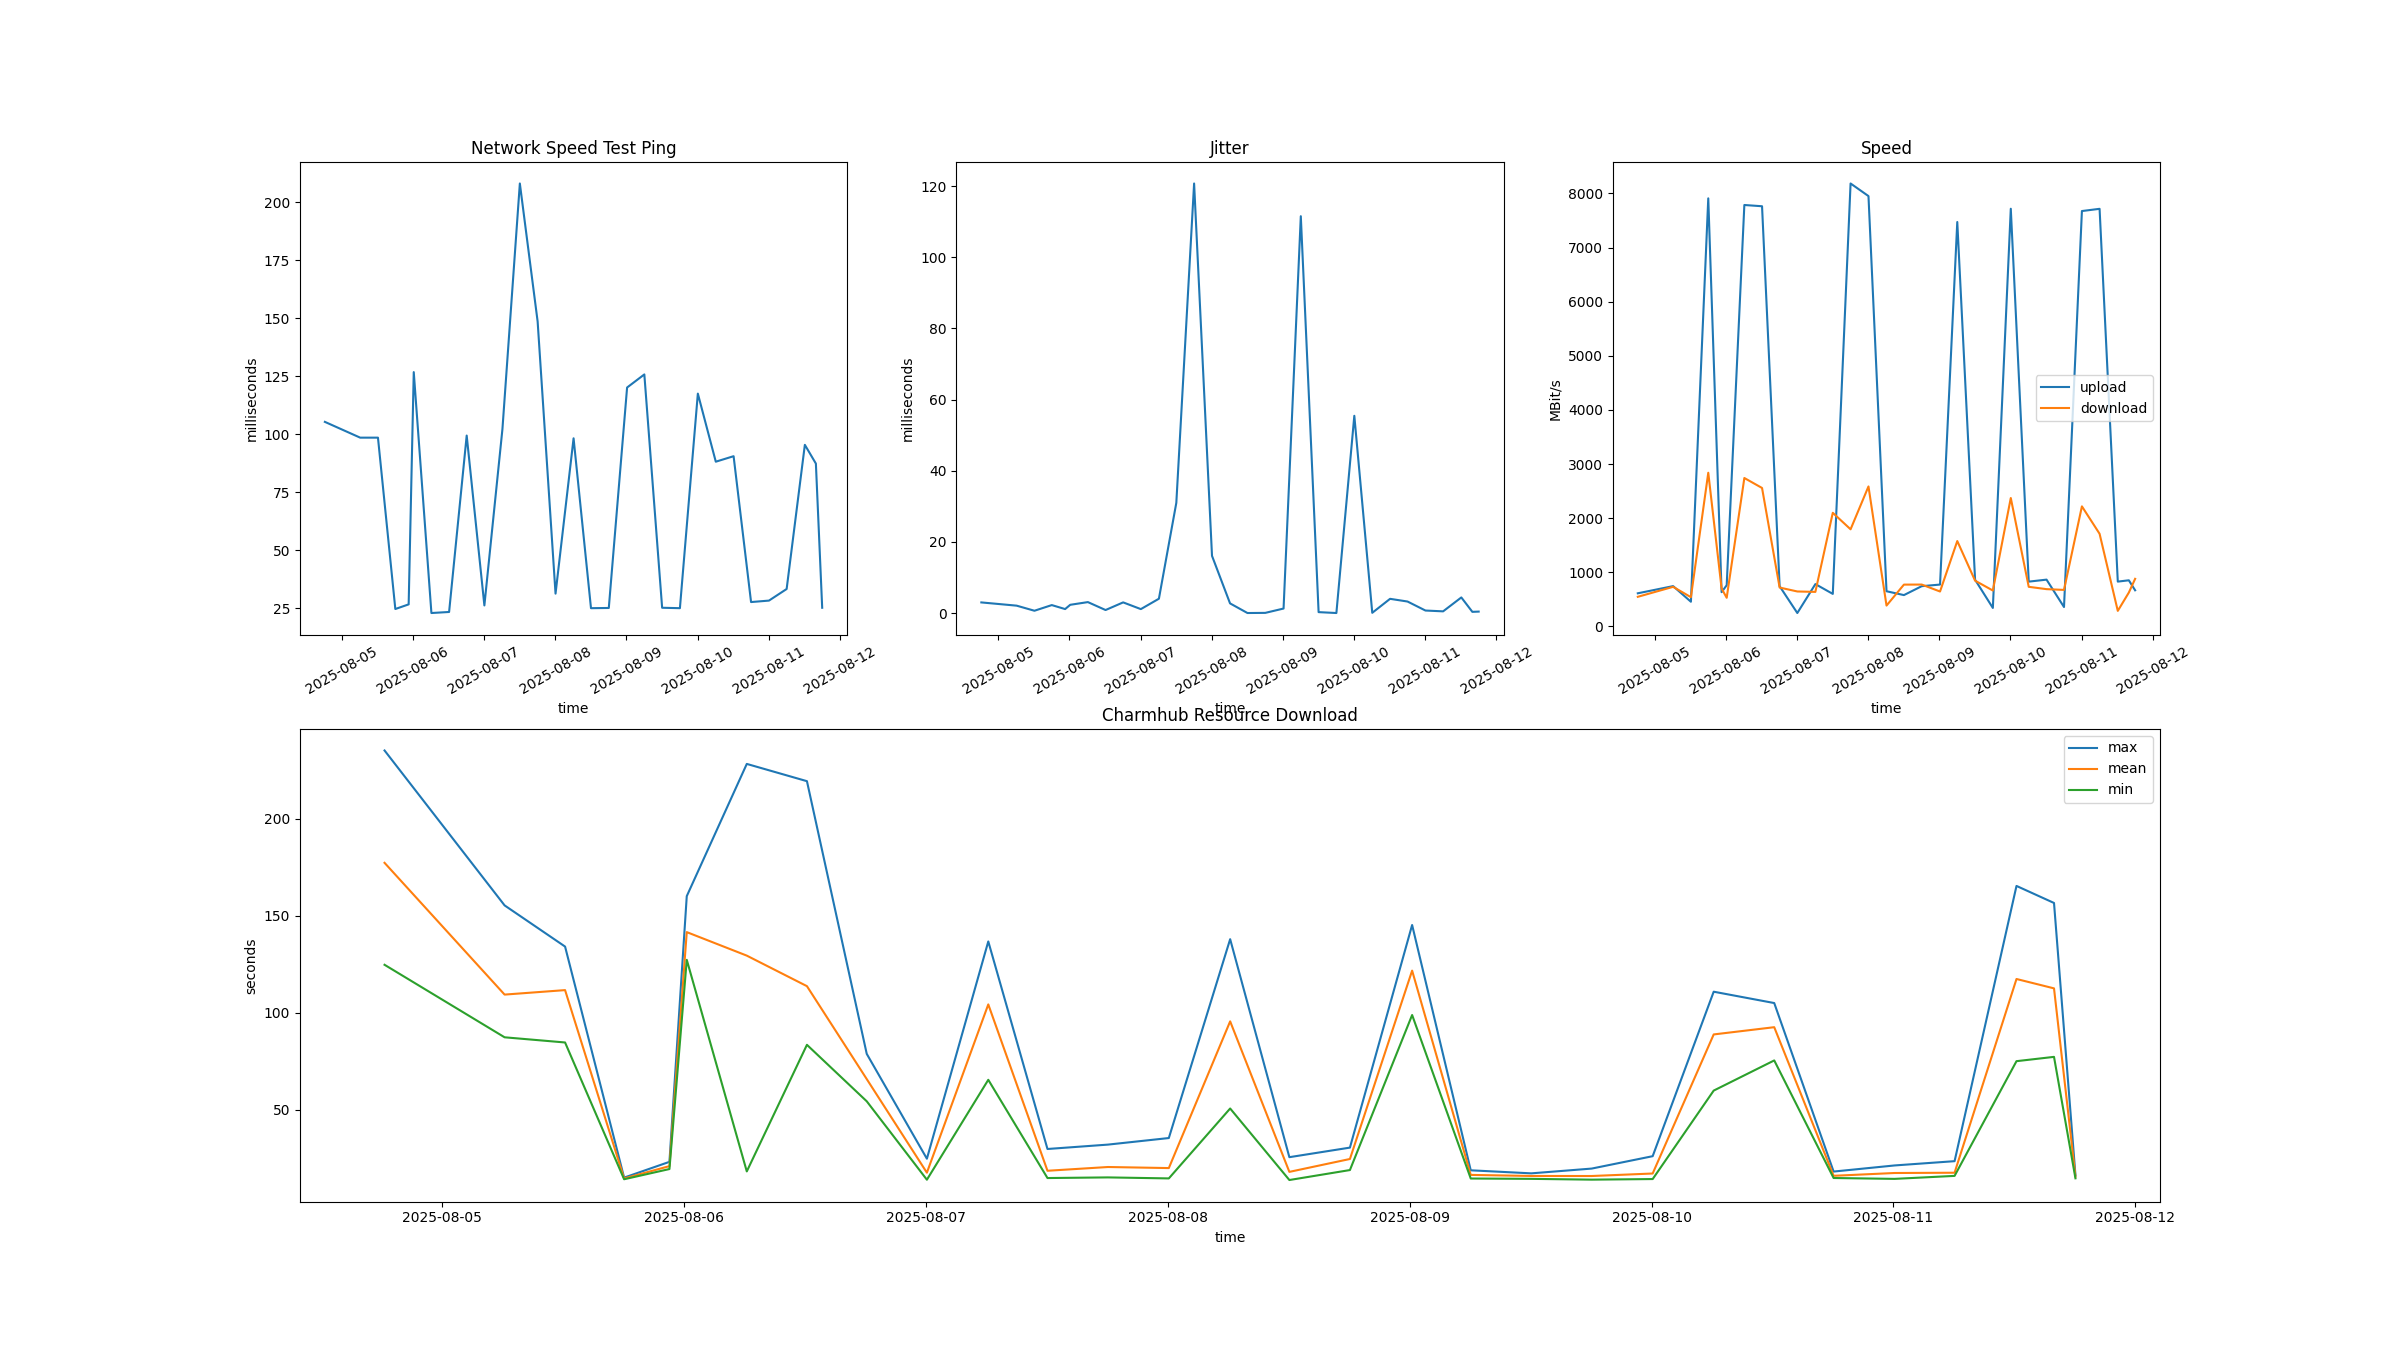 Network Speed Test Ping
milliseconds
200
175
150
125
100
75
50
25
2025-08-05 2025-08-06 2025-08-07 2025-08-08 2025-08-09 2025-08-10 2025-08-11 2025-08-12
time
Jitter
milliseconds
120
100
80
60
40
20
0
2025-08-05 2025-08-06 2025-08-07 2025-08-08 2025-08-09 2025-08-10 2025-08-11 2025-08-12
time
Speed
MBit/s
8000
7000
6000
5000
4000
3000
2000
1000
0
upload
download
2025-08-05 2025-08-06 2025-08-07 2025-08-08 2025-08-09 2025-08-10 2025-08-11 2025-08-12
time
Charmhub Resource Download
seconds
200
150
100
50
max
mean
min
2025-08-05 2025-08-06 2025-08-07 2025-08-08 2025-08-09 2025-08-10 2025-08-11 2025-08-12
time